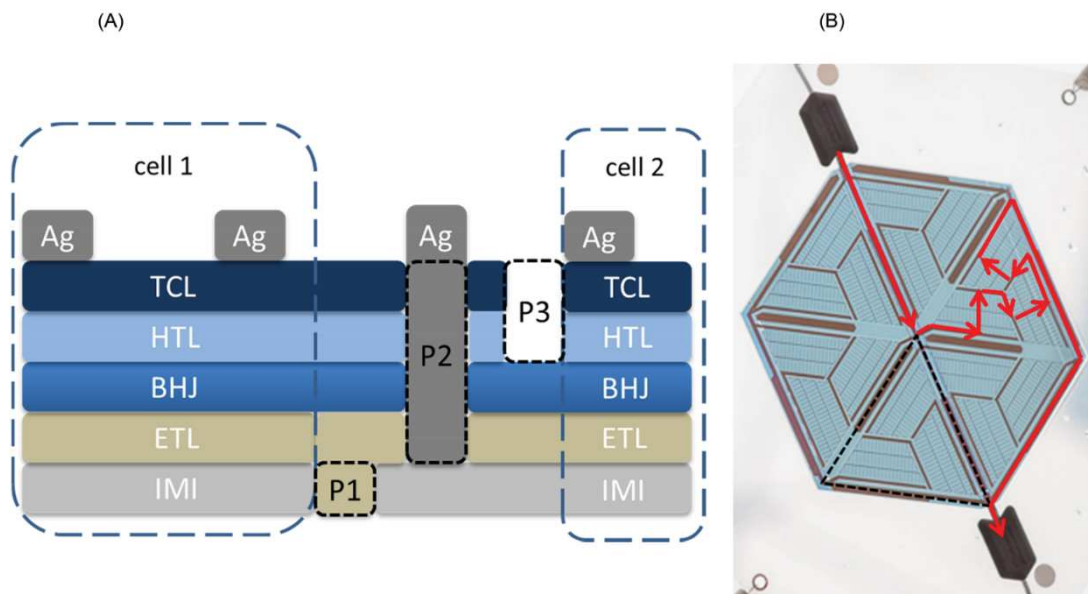 (A)
(B)
cell 1
cell 2
Ag
Ag
Ag
Ag
TCL
TCL
P3
HTL
HTL
P2
BHJ
BHJ
ETL
ETL
IMI
P1
IMI